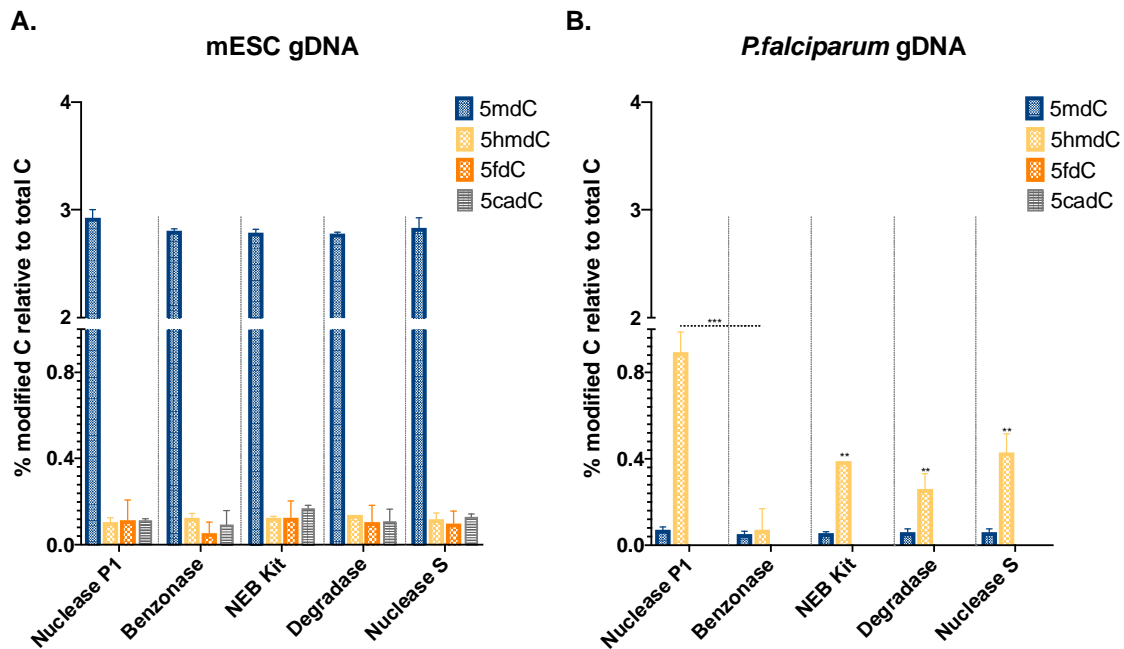 A.
mESC gDNA
% modified C relative to total C
4
3
2
0.8
0.4
0.0
5mdC
5hmdC
5fdC
5cadC
Nuclease P1
Benzonase
NEB Kit
Degradase
Nuclease S
B.
P.falciparum gDNA
% modified C relative to total C
4
3
2
0.8
0.4
0.0
5mdC
5hmdC
5fdC
5cadC
***
**
**
**
Nuclease P1
Benzonase
NEB Kit
Degradase
Nuclease S